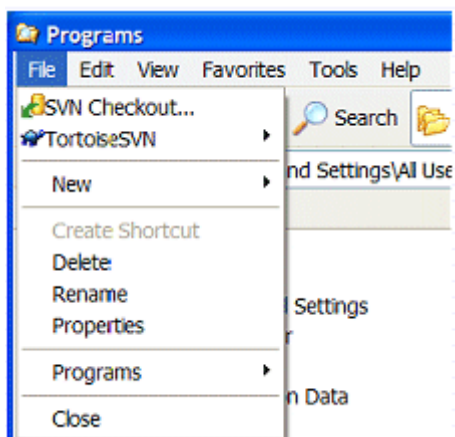 Programs
File Edit View Favorites Tools Help
SVN Checkout...
Search
TortoiseSVN
nd Settings\All Use
New
Create Shortcut
Delete
Rename
Settings
Properties
r
Programs
n Data
Close